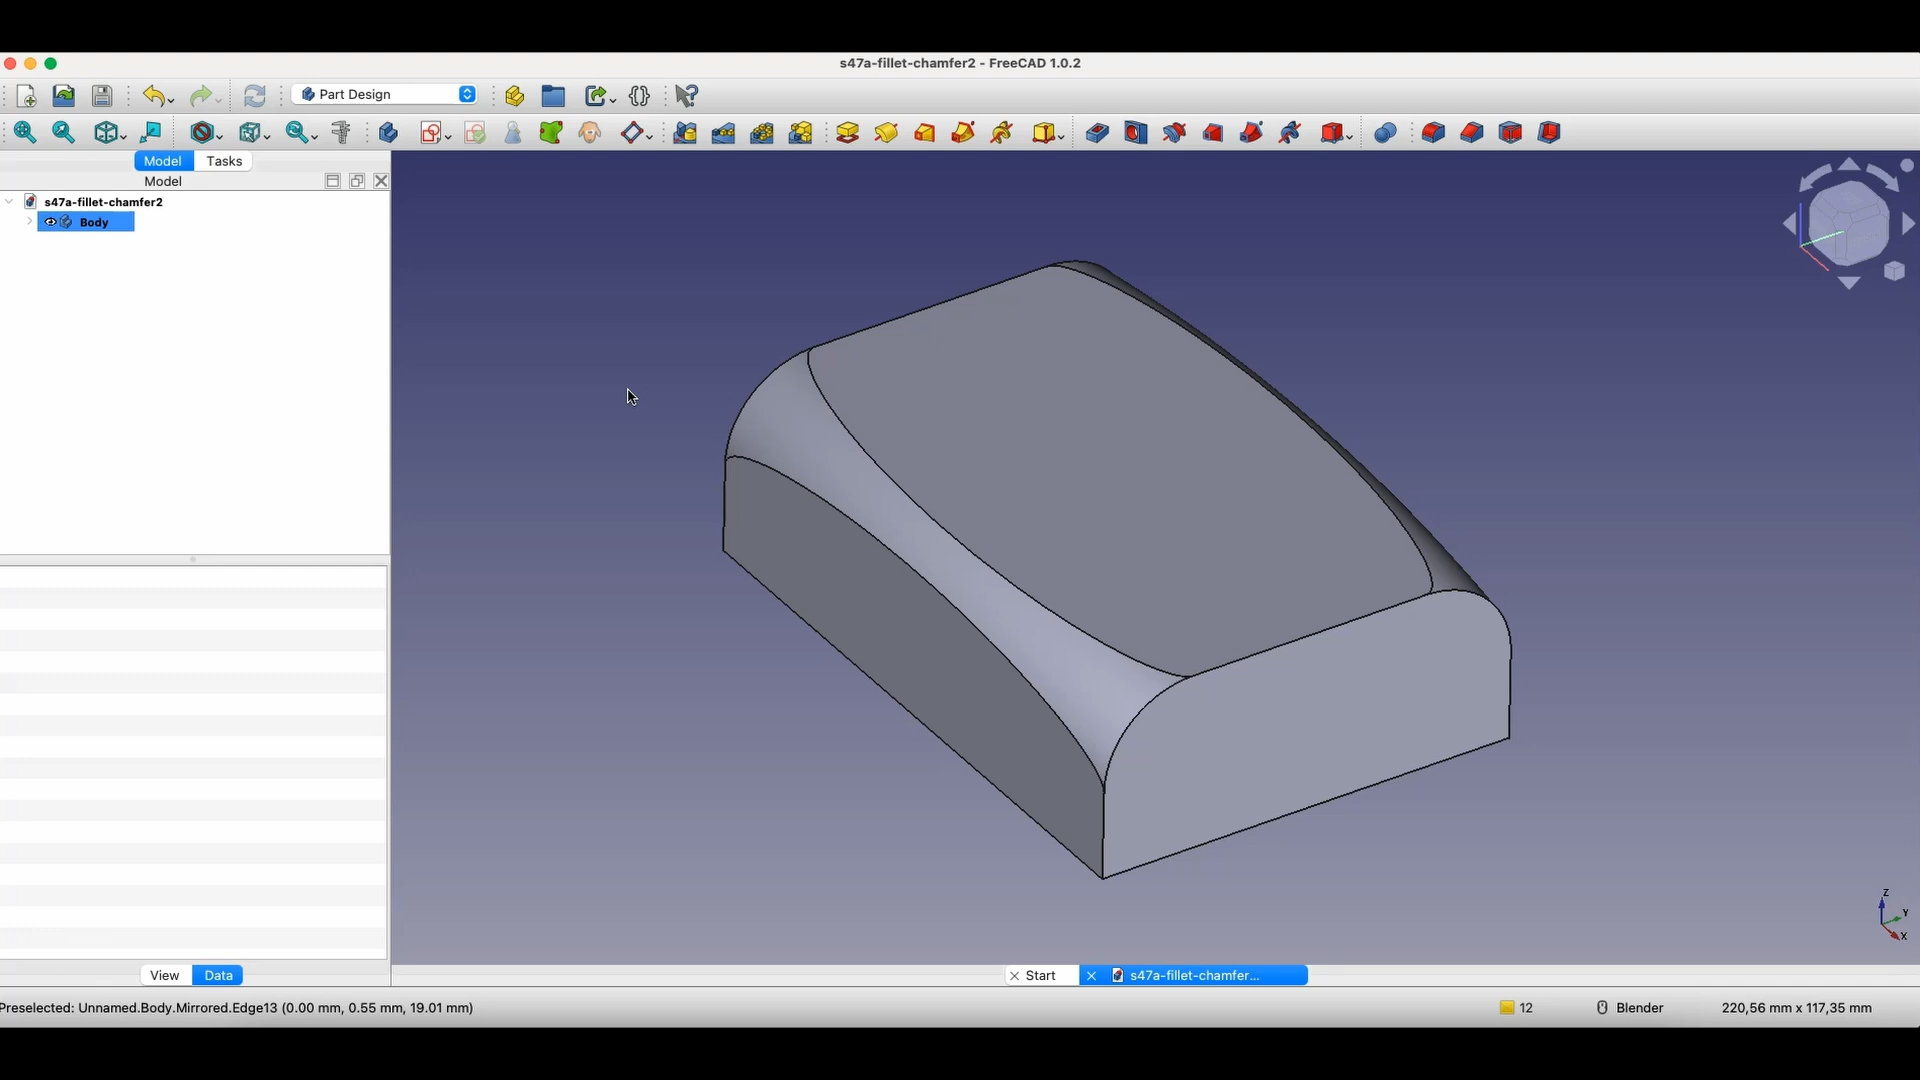 s47a-fillet-chamfer2 - FreeCAD 1.0.2
Part Design
Model Tasks
Model
s47a-fillet-chamfer2
Body
Z
Y
X
View Data
Start s47a-fillet-chamfer...
Preselected: Unnamed.Body.Mirrored.Edge13 (0.00 mm, 0.55 mm, 19.01 mm)
12 Blender 220,56 mm x 117,35 mm